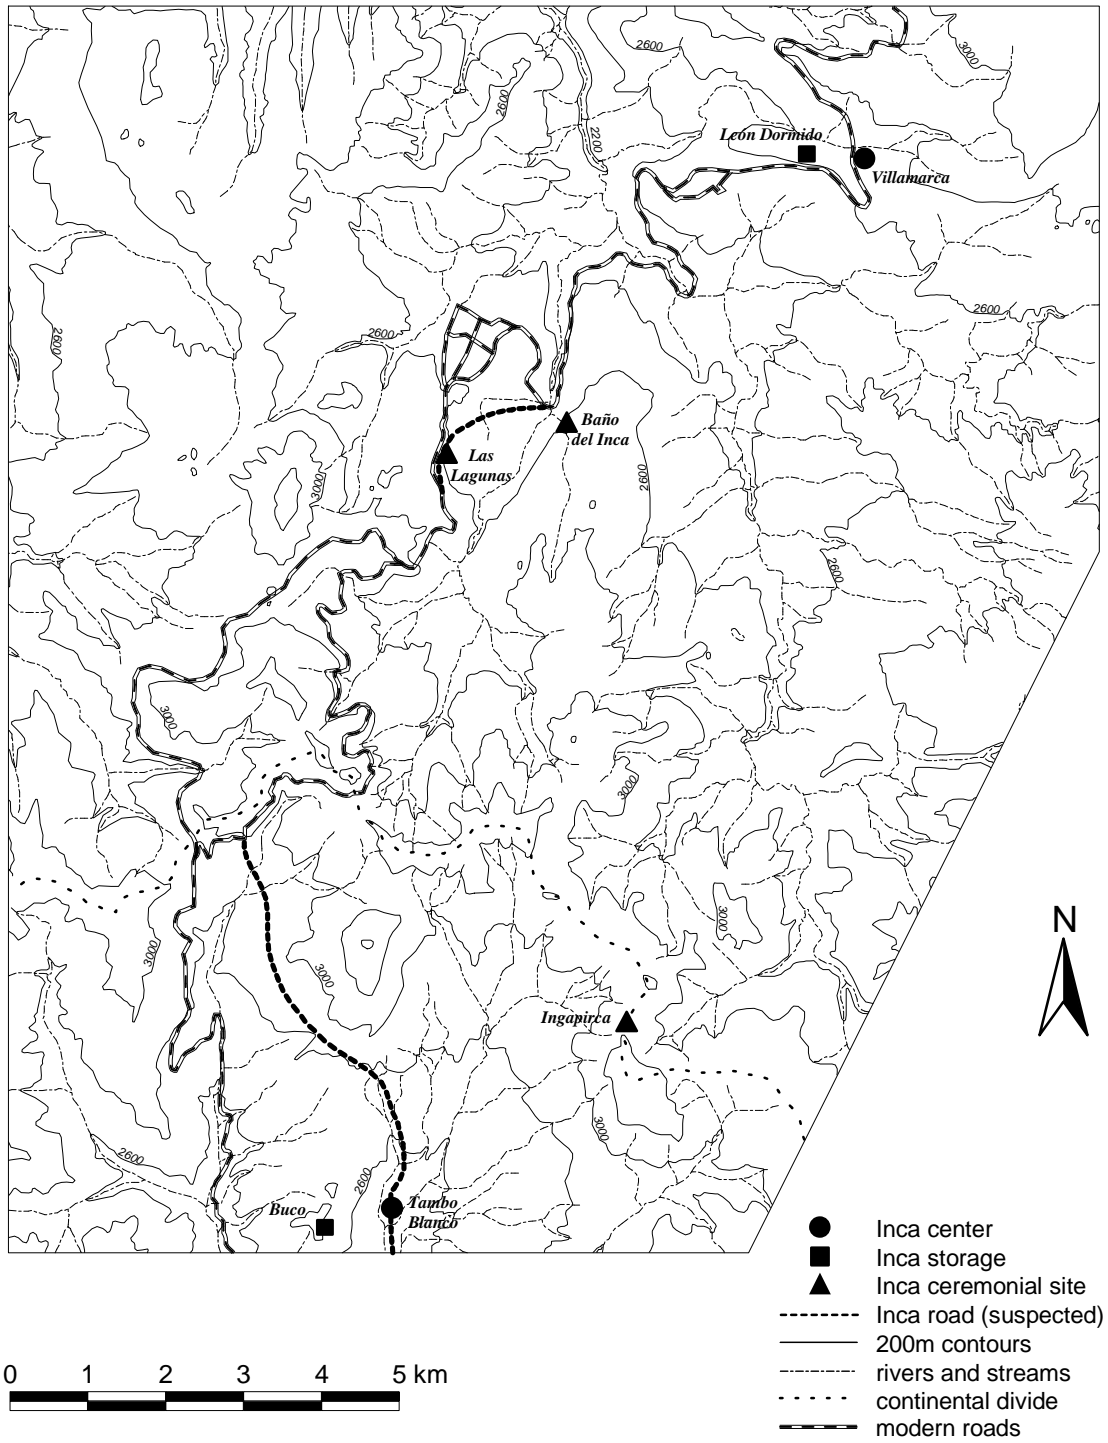 2600
3000
2600
2200
León Dormido
Villamarca
2600
2600
2600
Baño
del Inca
Las
Lagunas
3000
2600
2600
3000
3000
3000
3000
3000
N
Ingapirca
3000
2600
2600
Buco
Tambo
Blanco
Inca center
Inca storage
Inca ceremonial site
Inca road (suspected)
200m contours
rivers and streams
continental divide
modern roads
0 1 2 3 4 5 km